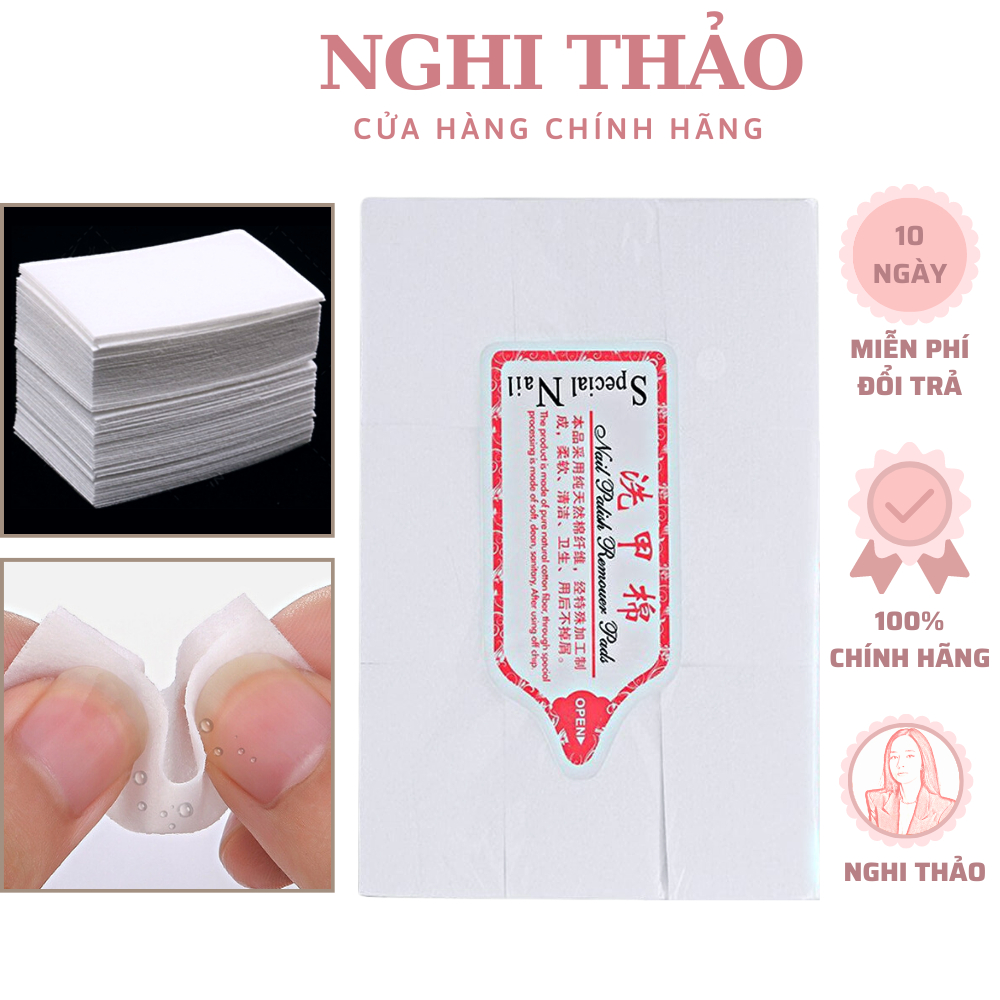 NGHI THẢO
CỬA HÀNG CHÍNH HÃNG
10
NGÀY
MIỄN PHÍ
ĐỔI TRẢ
100%
CHÍNH HÃNG
NGHI THẢO
Special Nail
洗甲棉
Nail Palish Remouer Pads
本品采用纯天然棉纤维，经特殊加工制
成，柔软、清洁、卫生、用后不掉屑。
The product is made of pure natural cotton fiber, through special
processing is made of soft, clean, sanitary, After using off chip.
OPEN